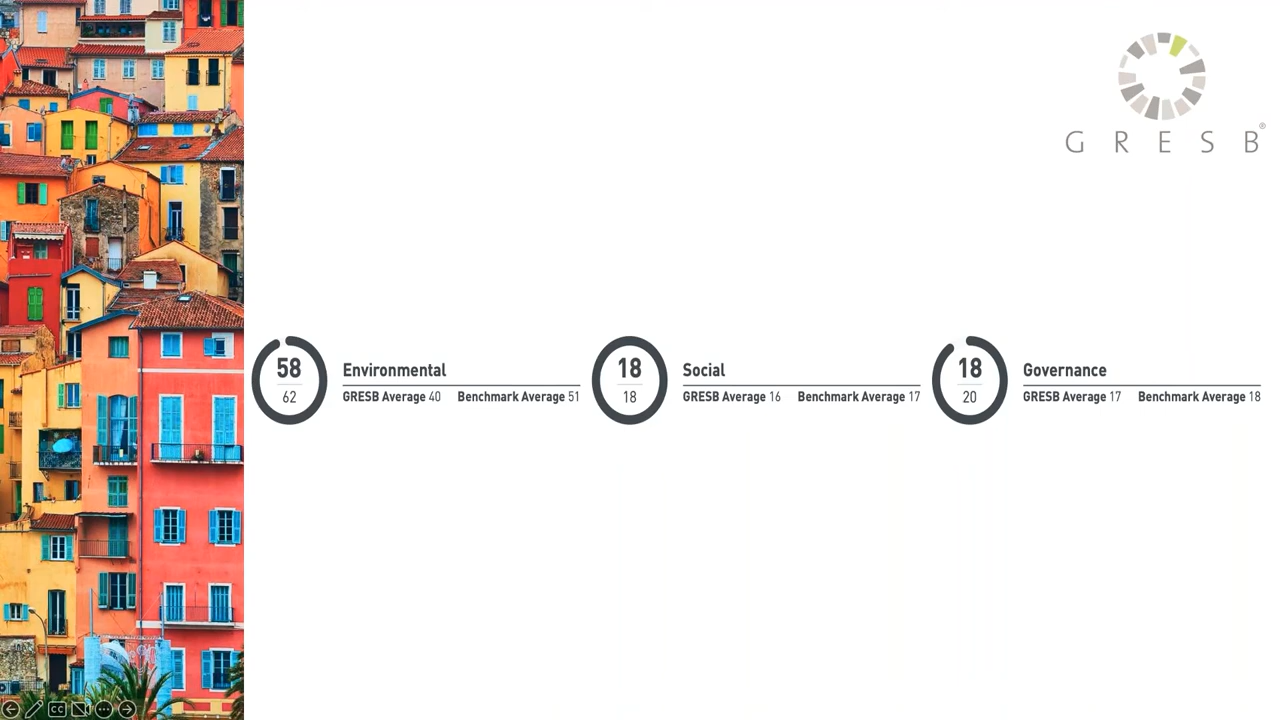 GRESB®
58
62
Environmental
GRESB Average 40 Benchmark Average 51
18
18
Social
GRESB Average 16 Benchmark Average 17
18
20
Governance
GRESB Average 17 Benchmark Average 18
CC